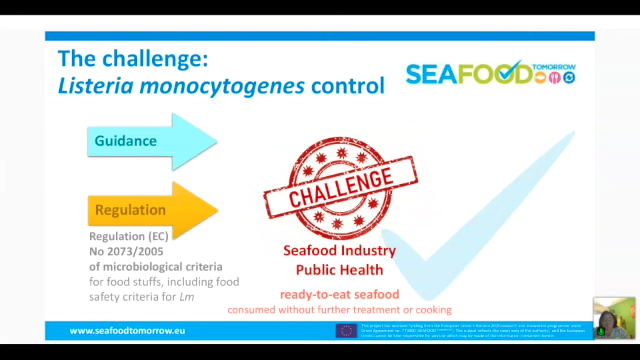 The challenge:
Listeria monocytogenes control
SEAFOOD
TOMORROW
Guidance
Regulation
Regulation (EC)
No 2073/2005
of microbiological criteria
for food stuffs, including food
safety criteria for Lm
CHALLENGE
Seafood Industry
Public Health
ready-to-eat seafood
consumed without further treatment or cooking
www.seafoodtomorrow.eu